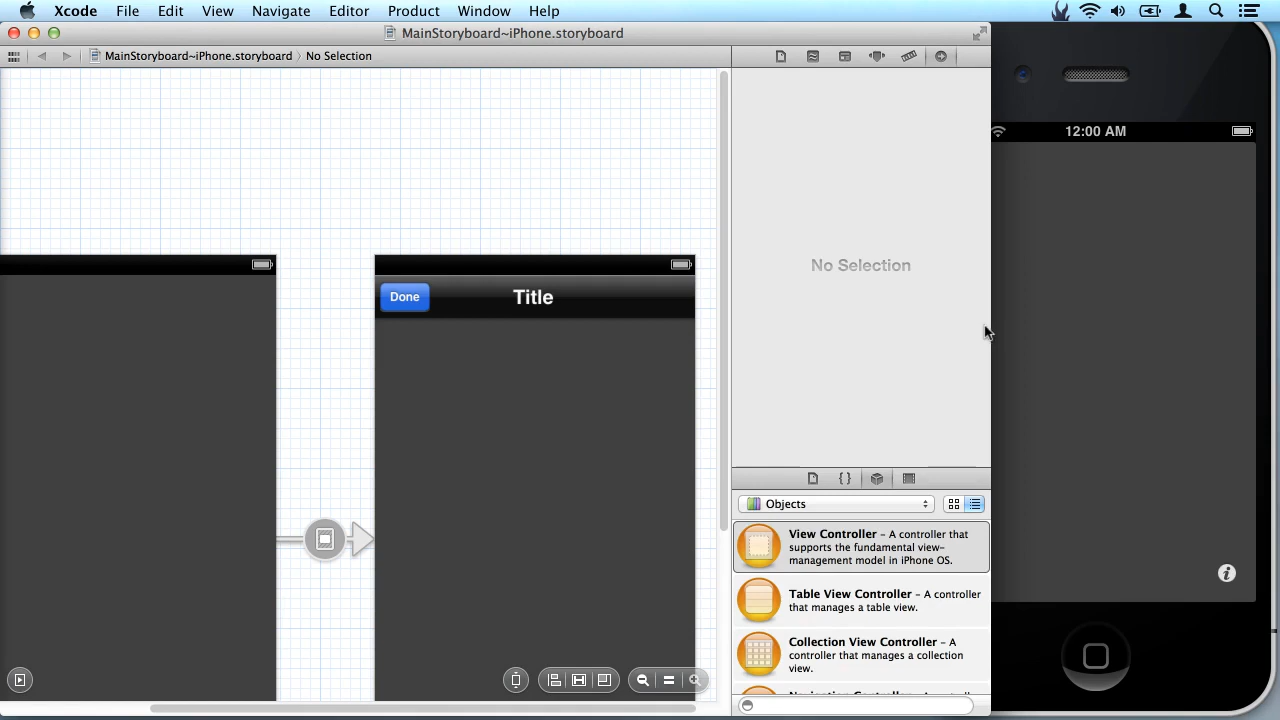 Xcode File Edit View Navigate Editor Product Window Help
MainStoryboard~iPhone.storyboard
MainStoryboard~iPhone.storyboard No Selection
12:00 AM
No Selection
Done
Title
Objects
View Controller – A controller that
supports the fundamental view-
management model in iPhone OS.
Table View Controller – A controller
that manages a table view.
Collection View Controller – A
controller that manages a collection
view.